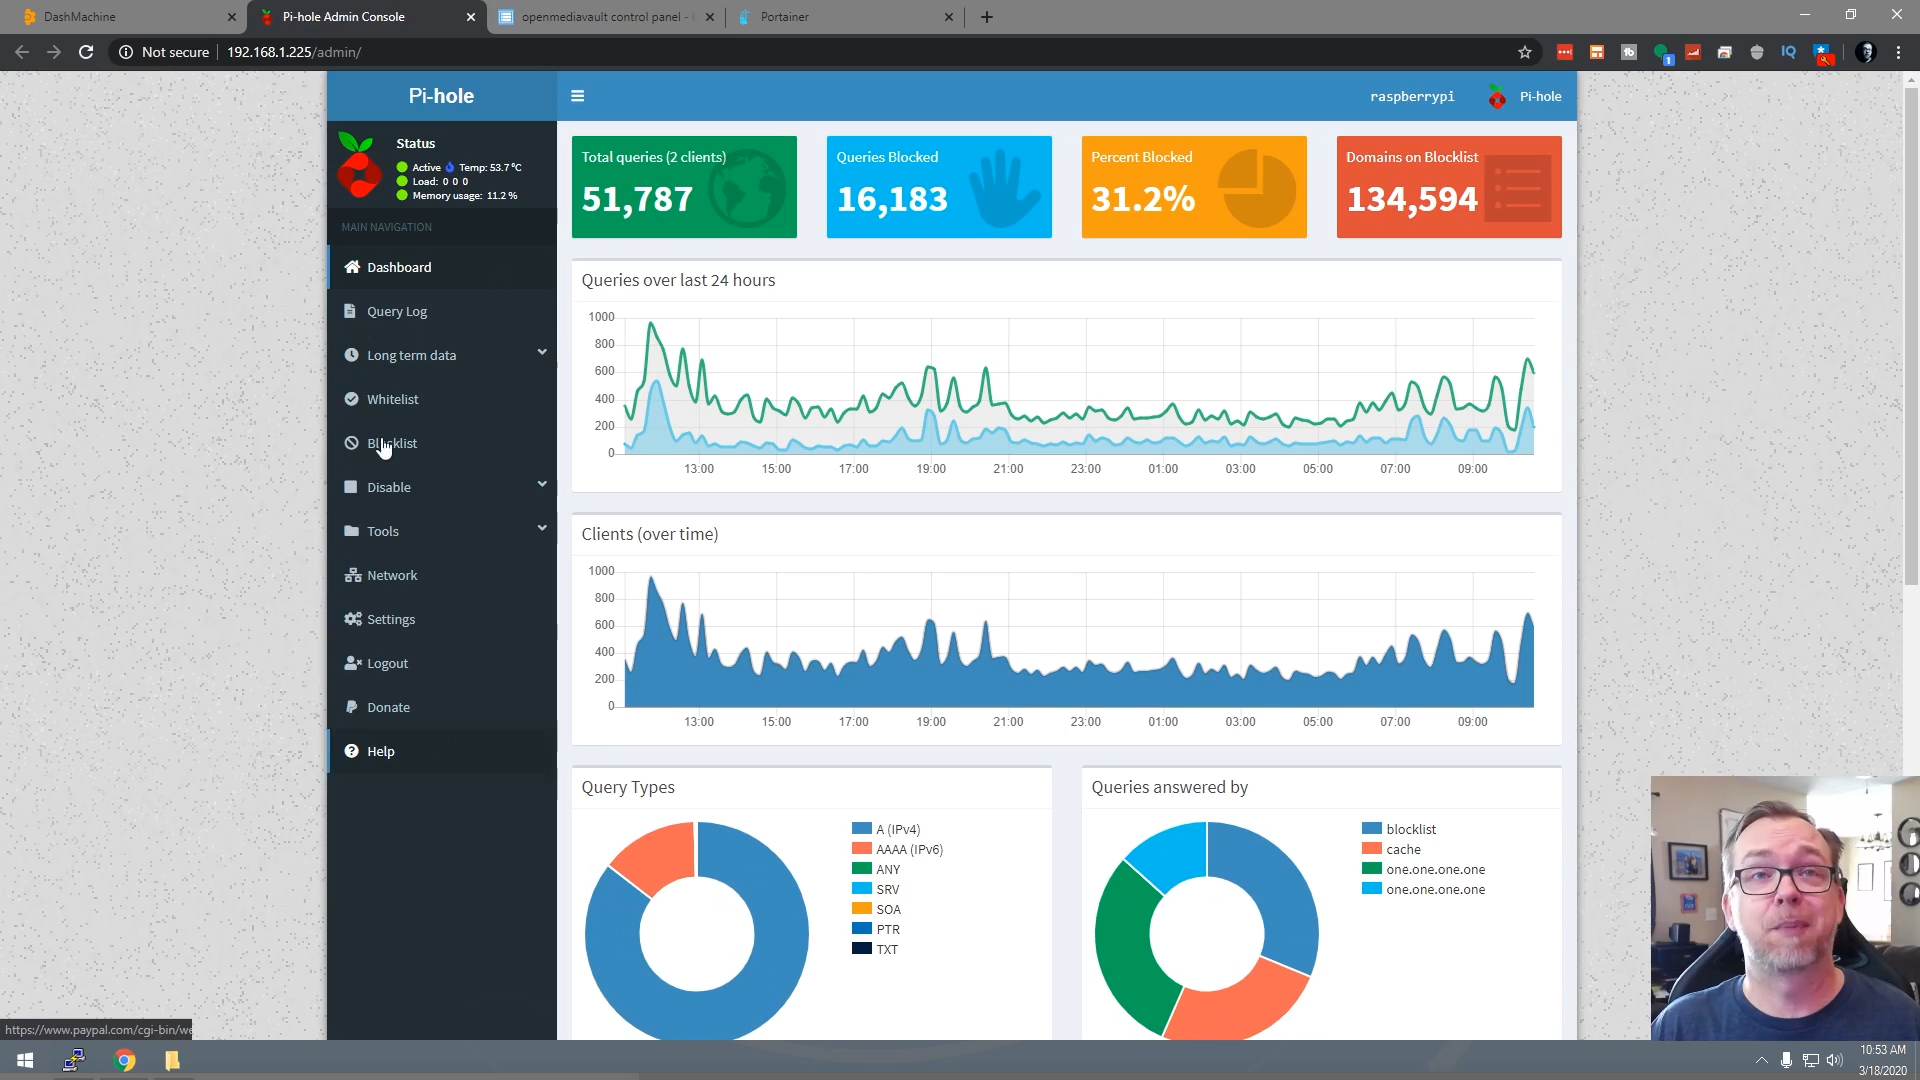 DashMachine
Pi-hole Admin Console
openmediavault control panel -
Portainer
Not secure
192.168.1.225/admin/
IQ
1
Pi-hole
raspberrypi
Pi-hole
Status
Active
Temp: 53.7 °C
Load: 0 0 0
Memory usage: 11.2 %
MAIN NAVIGATION
Dashboard
Query Log
Long term data
Whitelist
Blacklist
Disable
Tools
Network
Settings
Logout
Donate
Help
Total queries (2 clients)
51,787
Queries Blocked
16,183
Percent Blocked
31.2%
Domains on Blocklist
134,594
Queries over last 24 hours
1000
800
600
400
200
0
13:00 15:00 17:00 19:00 21:00 23:00 01:00 03:00 05:00 07:00 09:00
Clients (over time)
1000
800
600
400
200
0
13:00 15:00 17:00 19:00 21:00 23:00 01:00 03:00 05:00 07:00 09:00
Query Types
A (IPv4)
AAAA (IPv6)
ANY
SRV
SOA
PTR
TXT
Queries answered by
blocklist
cache
one.one.one.one
one.one.one.one
https://www.paypal.com/cgi-bin/we
10:53 AM
3/18/2020